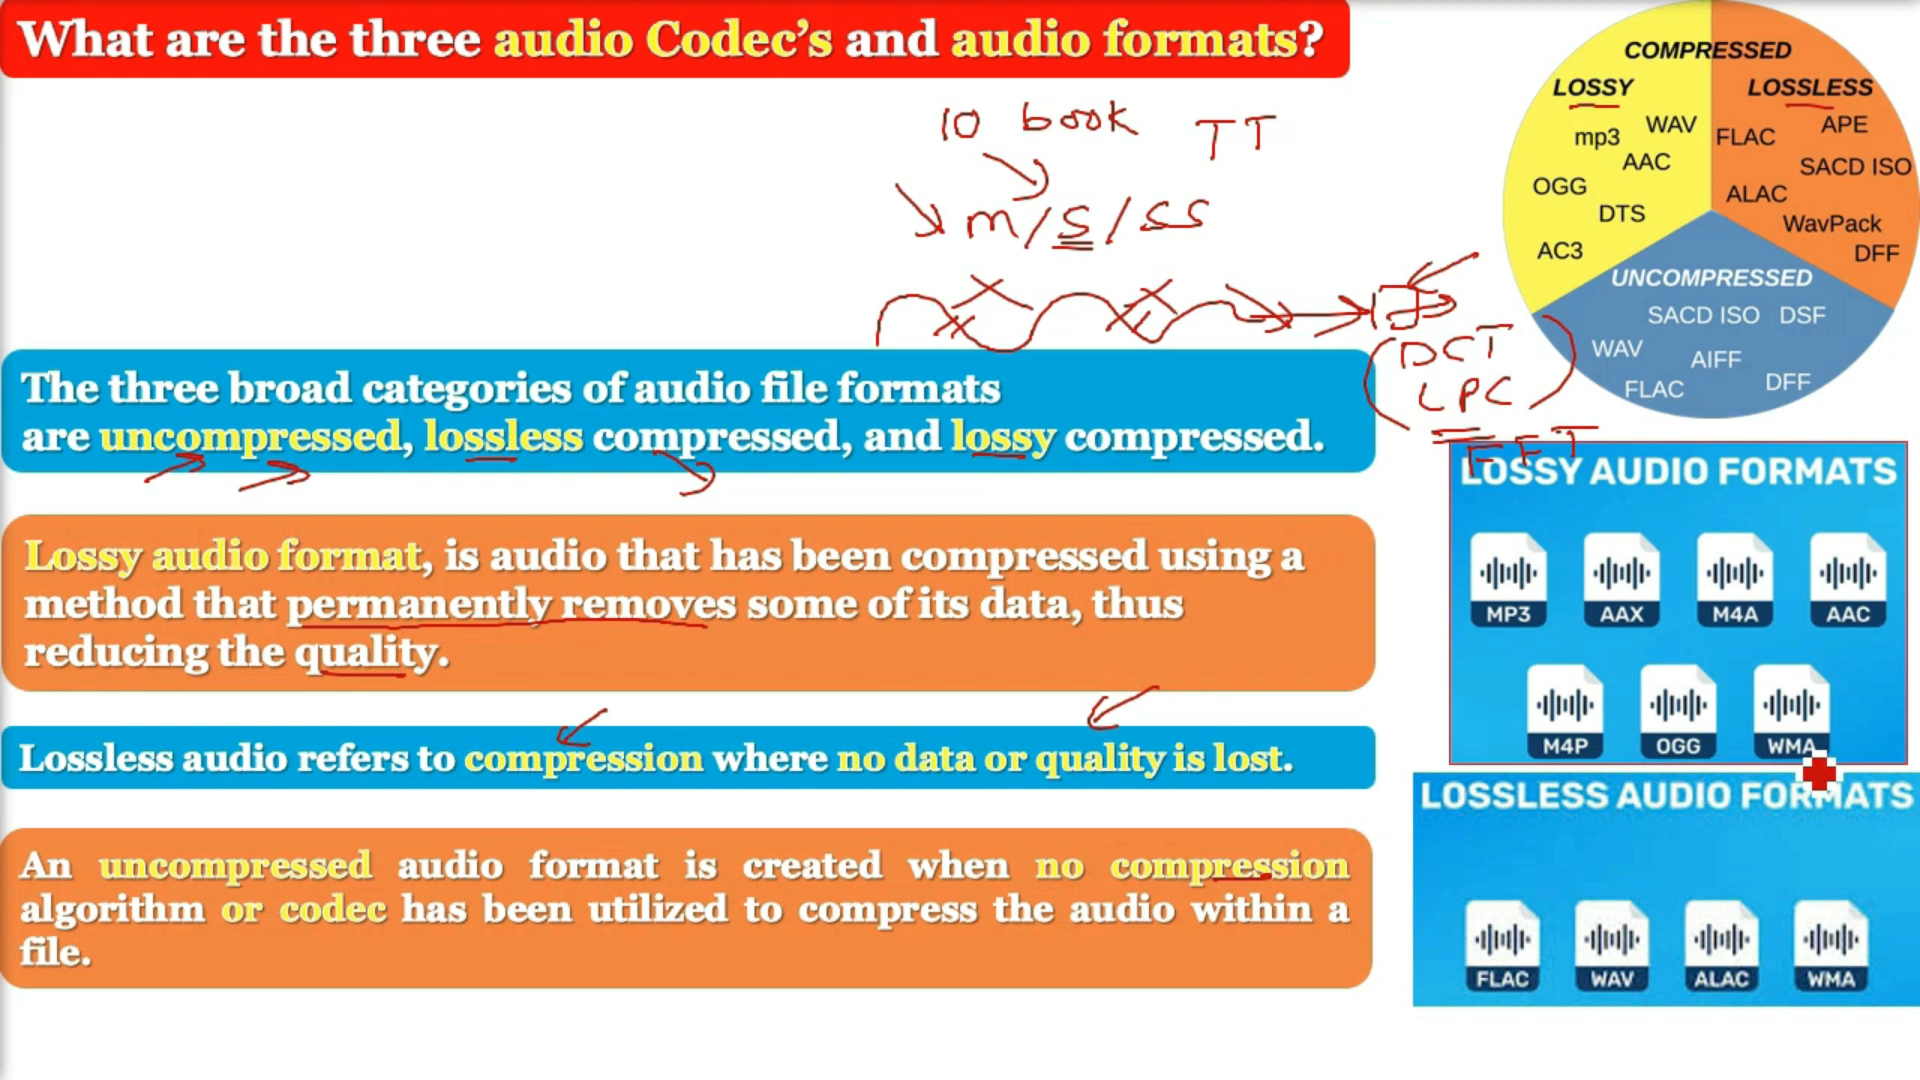 What are the three audio Codec's and audio formats?
10 book TT
m/s/ss
DCT
LPC
FFT
The three broad categories of audio file formats
are uncompressed, lossless compressed, and lossy compressed.
Lossy audio format, is audio that has been compressed using a
method that permanently removes some of its data, thus
reducing the quality.
Lossless audio refers to compression where no data or quality is lost.
An uncompressed audio format is created when no compression
algorithm or codec has been utilized to compress the audio within a
file.
COMPRESSED
LOSSY
mp3
WAV
AAC
OGG
DTS
AC3
LOSSLESS
FLAC
APE
SACD ISO
ALAC
WavPack
DFF
UNCOMPRESSED
SACD ISO
DSF
WAV
AIFF
FLAC
DFF
LOSSY AUDIO FORMATS
MP3
AAX
M4A
AAC
M4P
OGG
WMA
LOSSLESS AUDIO FORMATS
FLAC
WAV
ALAC
WMA